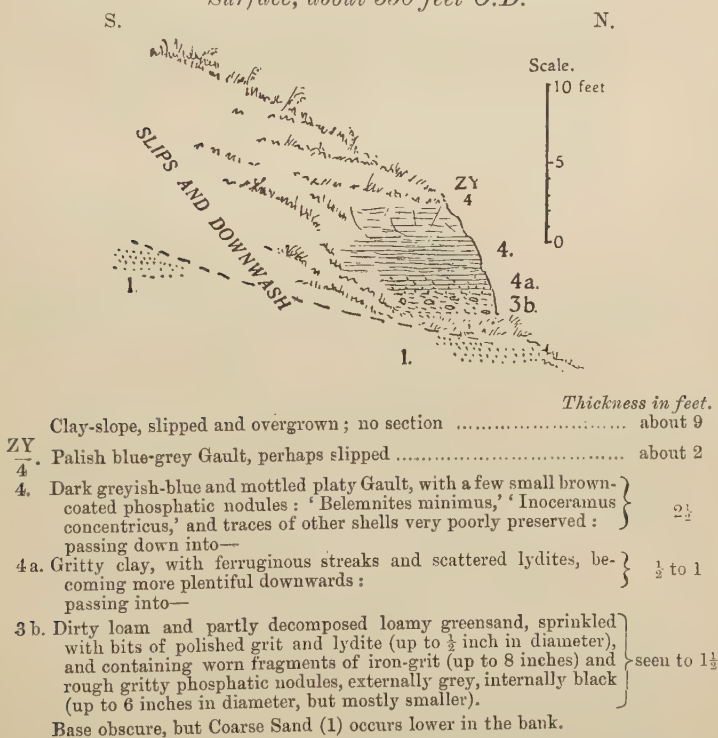 Surface, about 350 feet O.D.
S.
N.
Scale.
10 feet
5
0
ZY
4
SLIPS AND DOWNWASH
4.
4a.
3b.
1.
1.
Thickness in feet.
Clay-slope, slipped and overgrown ; no section ........................... about 9
ZY
4. Palish blue-grey Gault, perhaps slipped ..................................... about 2
4. Dark greyish-blue and mottled platy Gault, with a few small brown-
coated phosphatic nodules : ‘ Belemnites minimus,’ ‘ Inoceramus
concentricus,’ and traces of other shells very poorly preserved : 2½
passing down into—
4a. Gritty clay, with ferruginous streaks and scattered lydites, be-
coming more plentiful downwards : ½ to 1
passing into—
3b. Dirty loam and partly decomposed loamy greensand, sprinkled
with bits of polished grit and lydite (up to ½ inch in diameter),
and containing worn fragments of iron-grit (up to 8 inches) and
rough gritty phosphatic nodules, externally grey, internally black seen to 1½
(up to 6 inches in diameter, but mostly smaller).
Base obscure, but Coarse Sand (1) occurs lower in the bank.